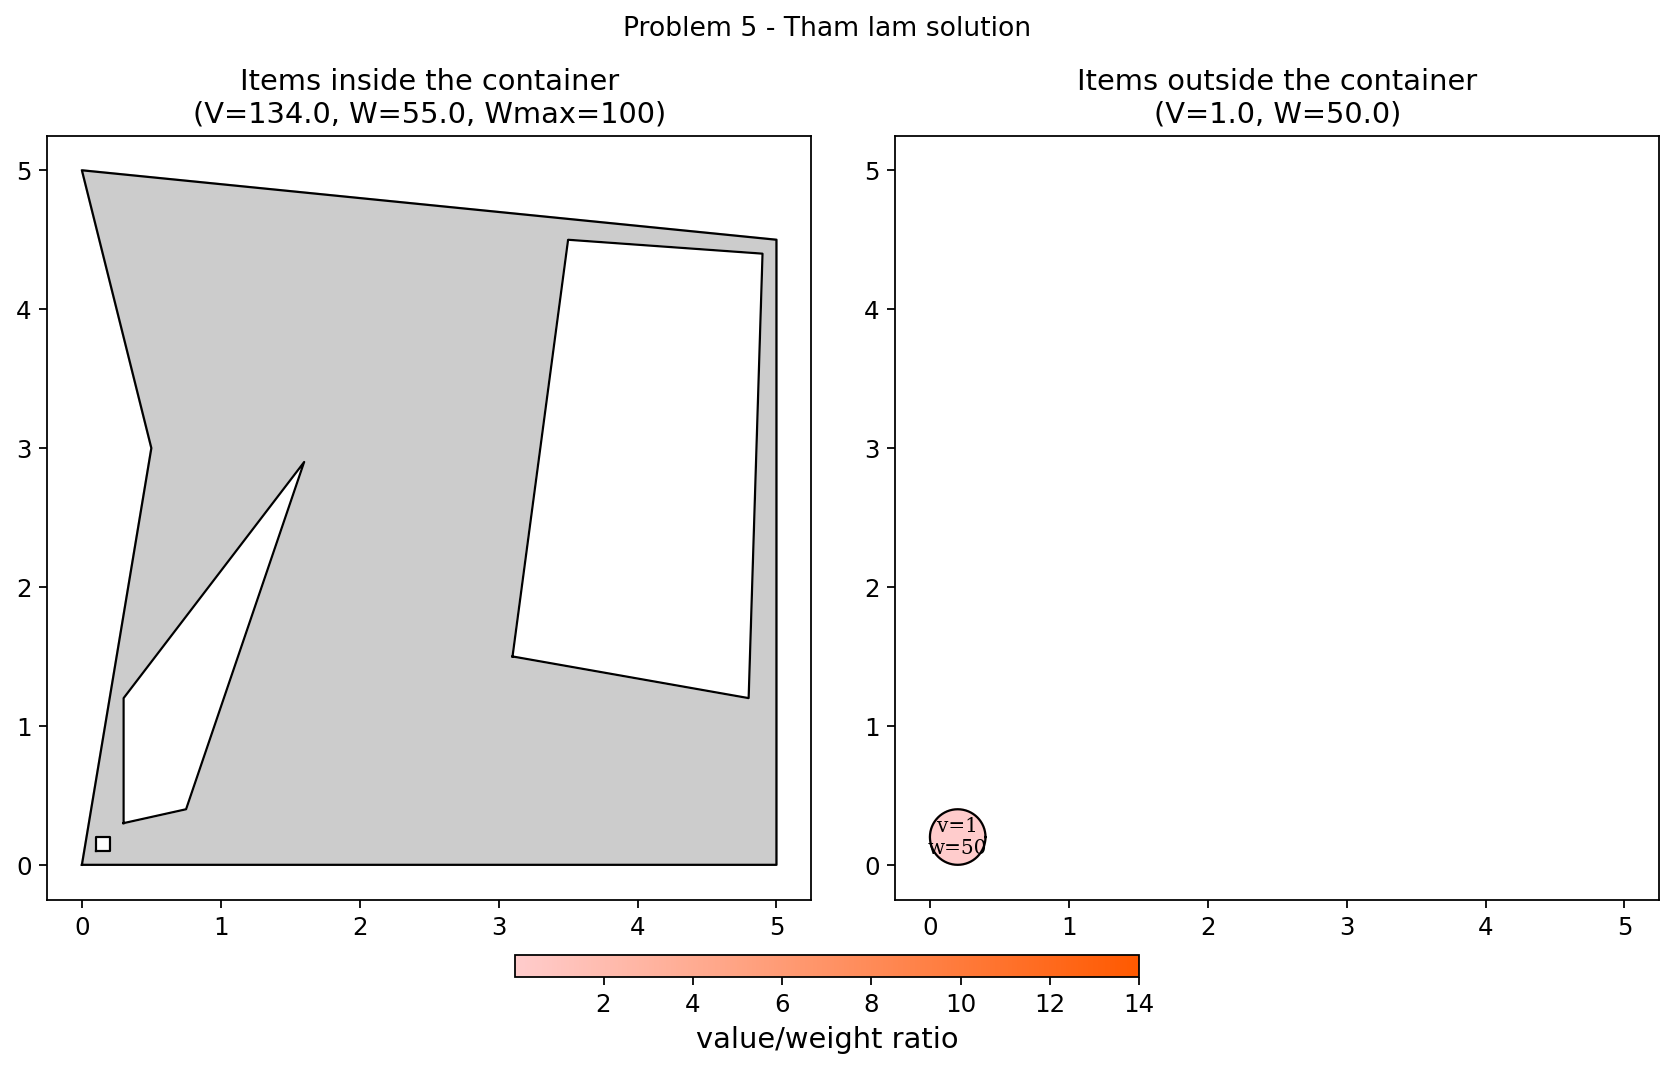 Problem 5 - Tham lam solution
Items inside the container
(V=134.0, W=55.0, Wmax=100)
5
4
3
2
1
0
0 1 2 3 4 5
Items outside the container
(V=1.0, W=50.0)
5
4
3
2
1
0
v=1
w=50
0 1 2 3 4 5
2 4 6 8 10 12 14
value/weight ratio